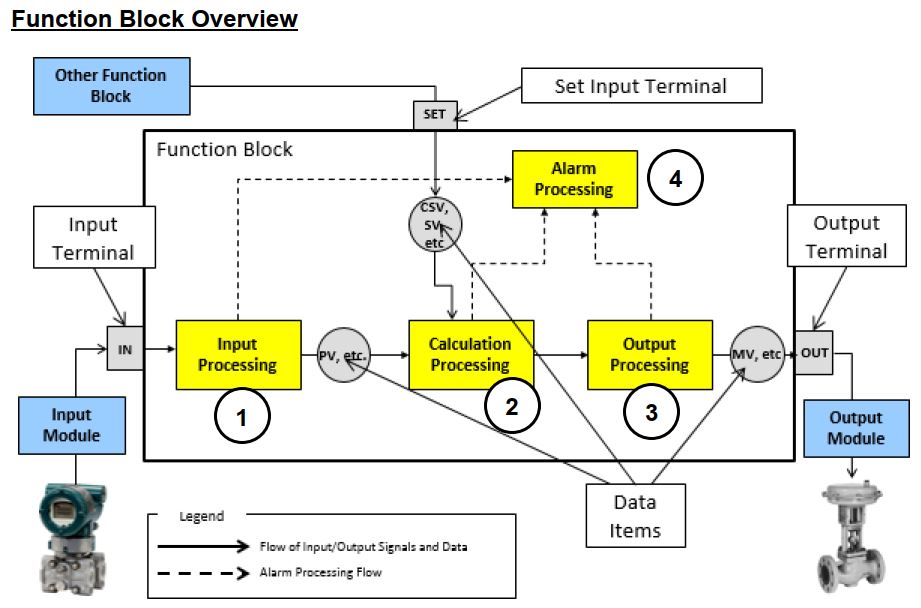 Function Block Overview
Other Function
Block
Set Input Terminal
SET
Function Block
Alarm
Processing
4
CSV,
SV,
etc
Input
Terminal
Output
Terminal
IN
Input
Processing
PV, etc.
Calculation
Processing
Output
Processing
MV, etc
OUT
1
2
3
Input
Module
Output
Module
Data
Items
Legend
Flow of Input/Output Signals and Data
Alarm Processing Flow